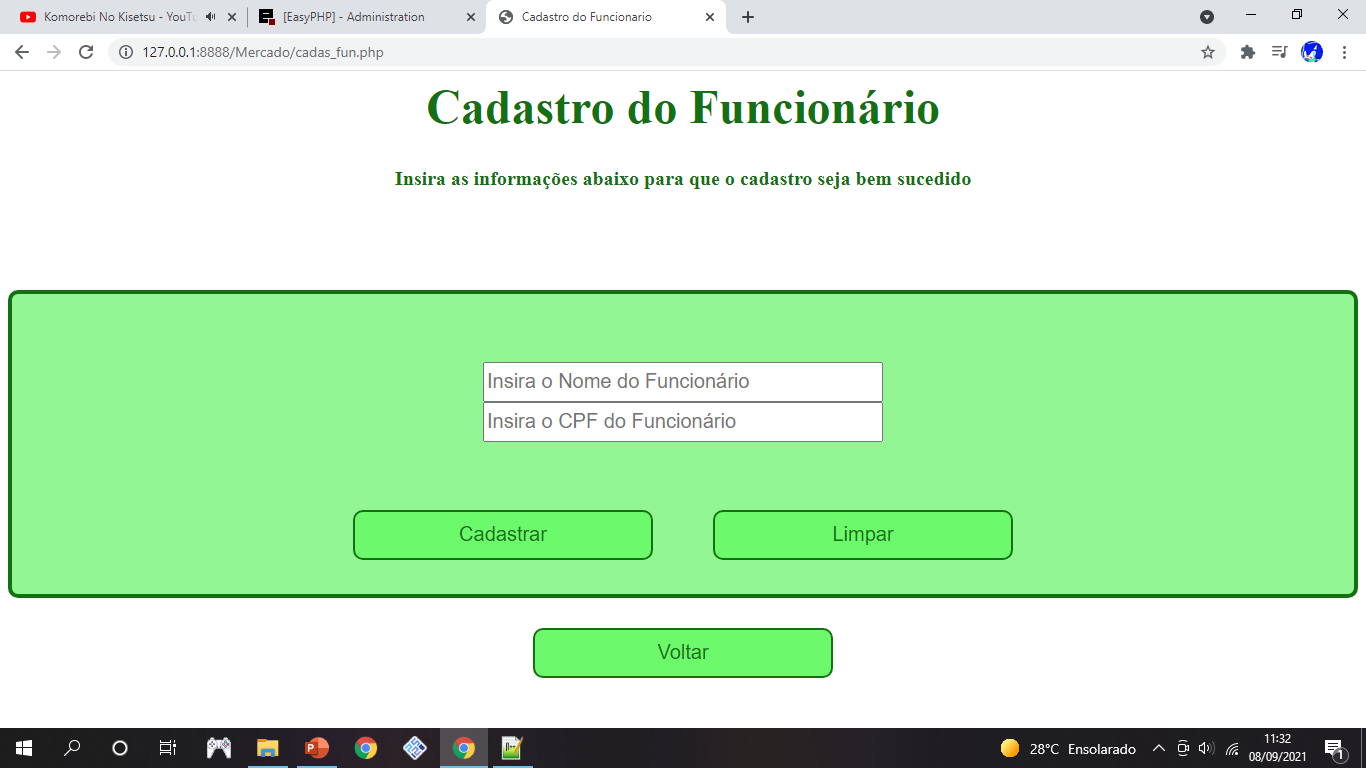 Komorebi No Kisetsu - YouTu
[EasyPHP] - Administration
Cadastro do Funcionario
127.0.0.1:8888/Mercado/cadas_fun.php
Cadastro do Funcionário
Insira as informações abaixo para que o cadastro seja bem sucedido
Insira o Nome do Funcionário
Insira o CPF do Funcionário
Cadastrar
Limpar
Voltar
28°C Ensolarado
11:32
08/09/2021
1